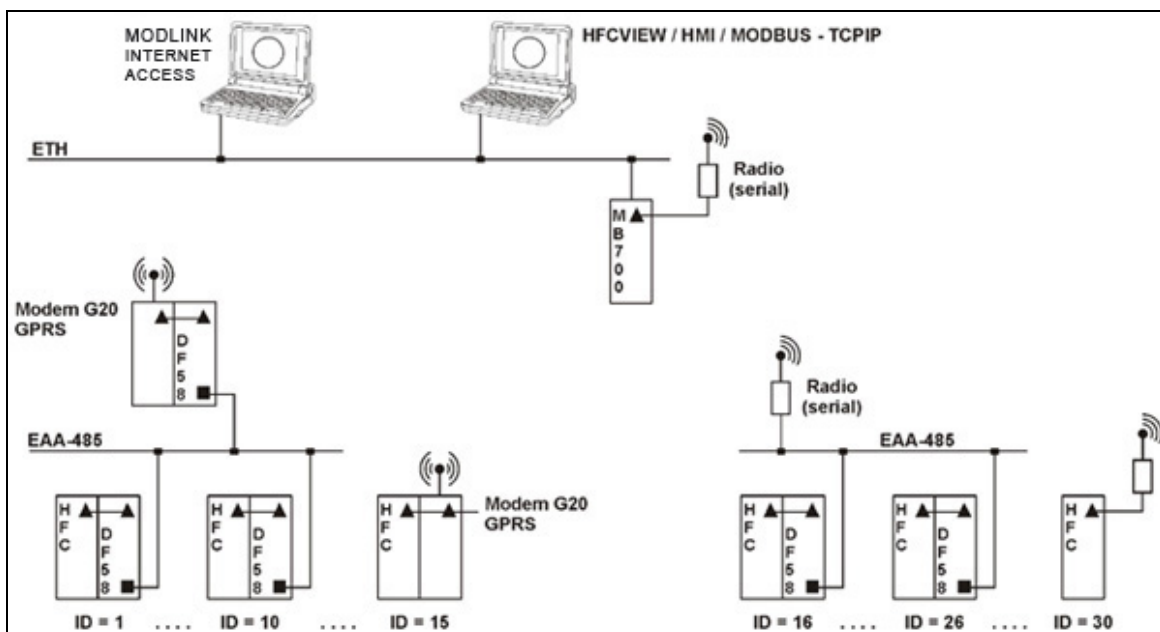 MODLINK
INTERNET
ACCESS
HFCVIEW / HMI / MODBUS - TCPIP
ETH
Radio
(serial)
M
B
7
0
0
Modem G20
GPRS
D
F
5
8
Radio
(serial)
EAA-485
EAA-485
H
F
C
D
F
5
8
H
F
C
D
F
5
8
H
F
C
Modem G20
GPRS
H
F
C
D
F
5
8
H
F
C
D
F
5
8
H
F
C
ID = 1 .... ID = 10 .... ID = 15 ID = 16 .... ID = 26 .... ID = 30